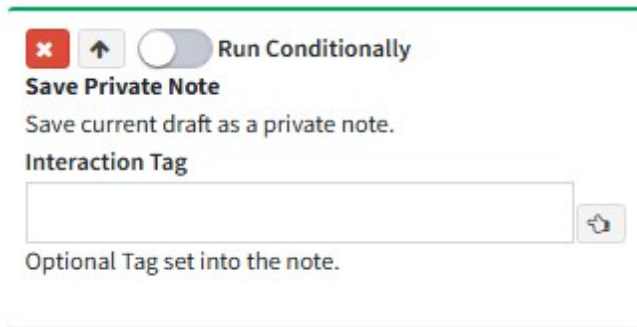 Run Conditionally
Save Private Note
Save current draft as a private note.
Interaction Tag
Optional Tag set into the note.